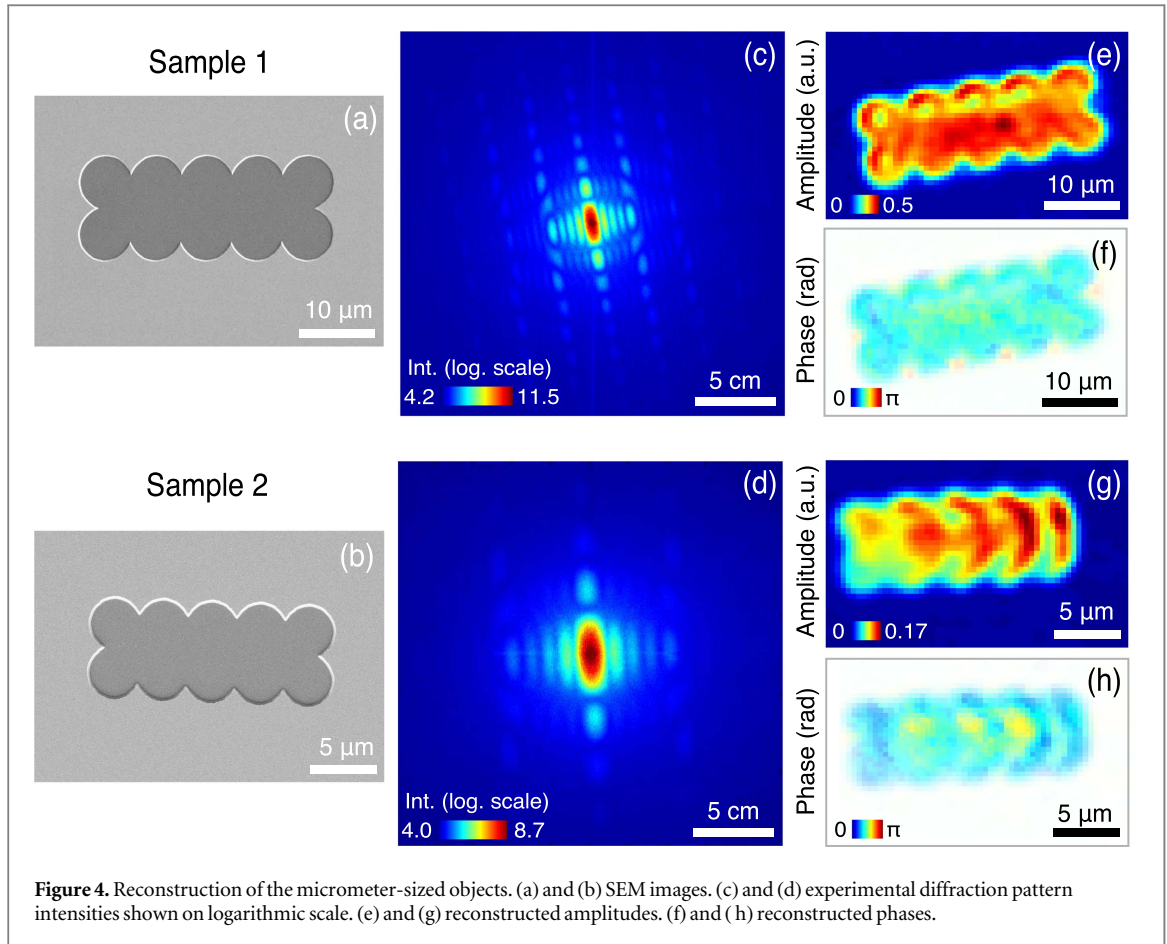 Sample 1
(a)
10 μm
(c)
Int. (log. scale)
4.2 11.5
5 cm
Amplitude (a.u.)
(e)
0 0.5
10 μm
Phase (rad)
(f)
0 π
10 μm
Sample 2
(b)
5 μm
(d)
Int. (log. scale)
4.0 8.7
5 cm
Amplitude (a.u.)
(g)
0 0.17
5 μm
Phase (rad)
(h)
0 π
5 μm
Figure 4. Reconstruction of the micrometer-sized objects. (a) and (b) SEM images. (c) and (d) experimental diffraction pattern
intensities shown on logarithmic scale. (e) and (g) reconstructed amplitudes. (f) and ( h) reconstructed phases.